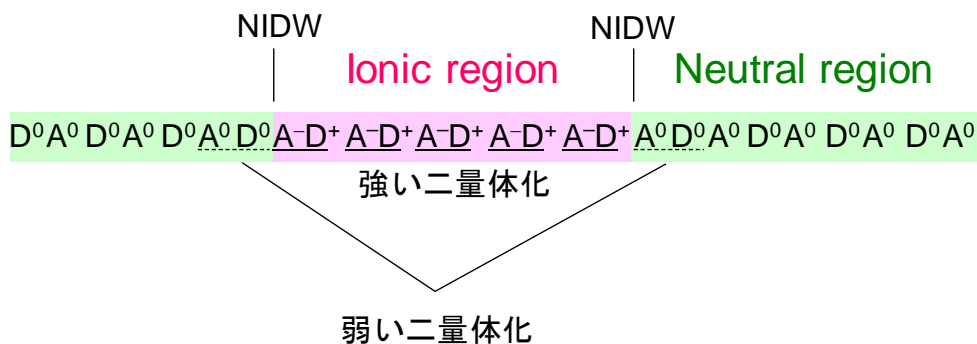 NIDW NIDW
Ionic region Neutral region
D⁰A⁰ D⁰A⁰ D⁰A⁰ D⁰A⁻D⁺ A⁻D⁺ A⁻D⁺ A⁻D⁺ A⁻D⁺ A⁰D⁰A⁰ D⁰A⁰ D⁰A⁰ D⁰A⁰
強い二量体化
弱い二量体化